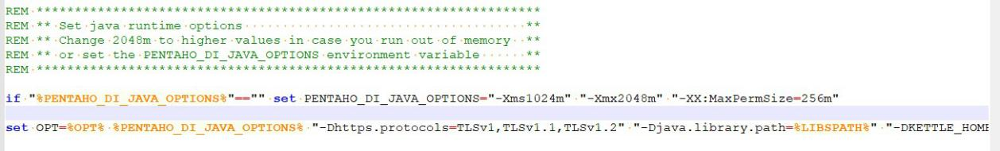 REM ******************************************************************
REM ** Set java runtime options                                     **
REM ** Change 2048m to higher values in case you run out of memory  **
REM ** or set the PENTAHO_DI_JAVA_OPTIONS environment variable      **
REM ******************************************************************
if "%PENTAHO_DI_JAVA_OPTIONS%"=="" set PENTAHO_DI_JAVA_OPTIONS="-Xms1024m" "-Xmx2048m" "-XX:MaxPermSize=256m"
set OPT=%OPT% %PENTAHO_DI_JAVA_OPTIONS% "-Dhttps.protocols=TLSv1,TLSv1.1,TLSv1.2" "-Djava.library.path=%LIBSPATH%" "-DKETTLE_HOME